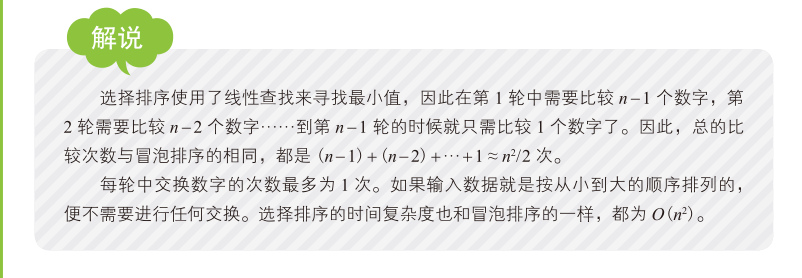 解说
选择排序使用了线性查找来寻找最小值，因此在第 1 轮中需要比较 n－1 个数字，第
2 轮需要比较 n－2 个数字……到第 n－1 轮的时候就只需比较 1 个数字了。因此，总的比
较次数与冒泡排序的相同，都是（n－1）＋（n－2）＋…＋1 ≈ n²/2 次。
每轮中交换数字的次数最多为 1 次。如果输入数据就是按从小到大的顺序排列的，
便不需要进行任何交换。选择排序的时间复杂度也和冒泡排序的一样，都为 O（n²）。